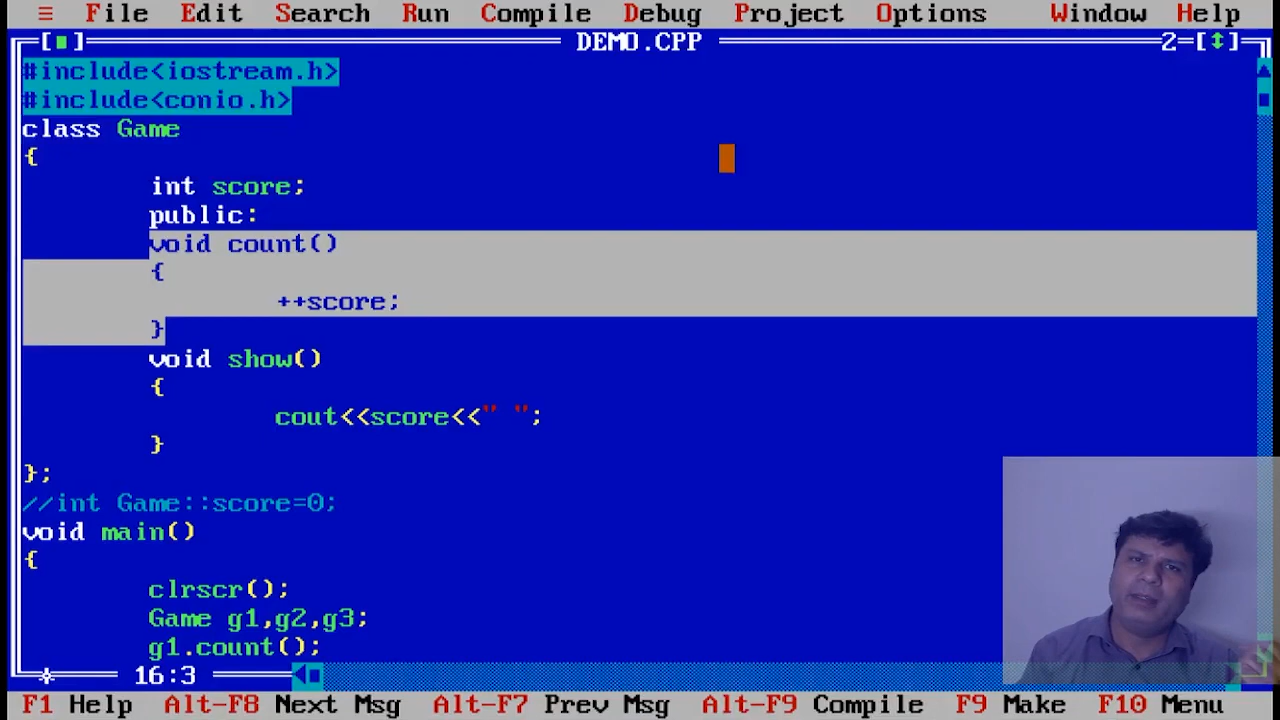 ≡ File Edit Search Run Compile Debug Project Options Window Help
[■] DEMO.CPP 2=[↕]
#include<iostream.h>
#include<conio.h>
class Game
{
int score;
public:
void count()
{
++score;
}
void show()
{
cout<<score<<" ";
}
};
//int Game::score=0;
void main()
{
clrscr();
Game g1,g2,g3;
g1.count();
16:3
F1 Help Alt-F8 Next Msg Alt-F7 Prev Msg Alt-F9 Compile F9 Make F10 Menu